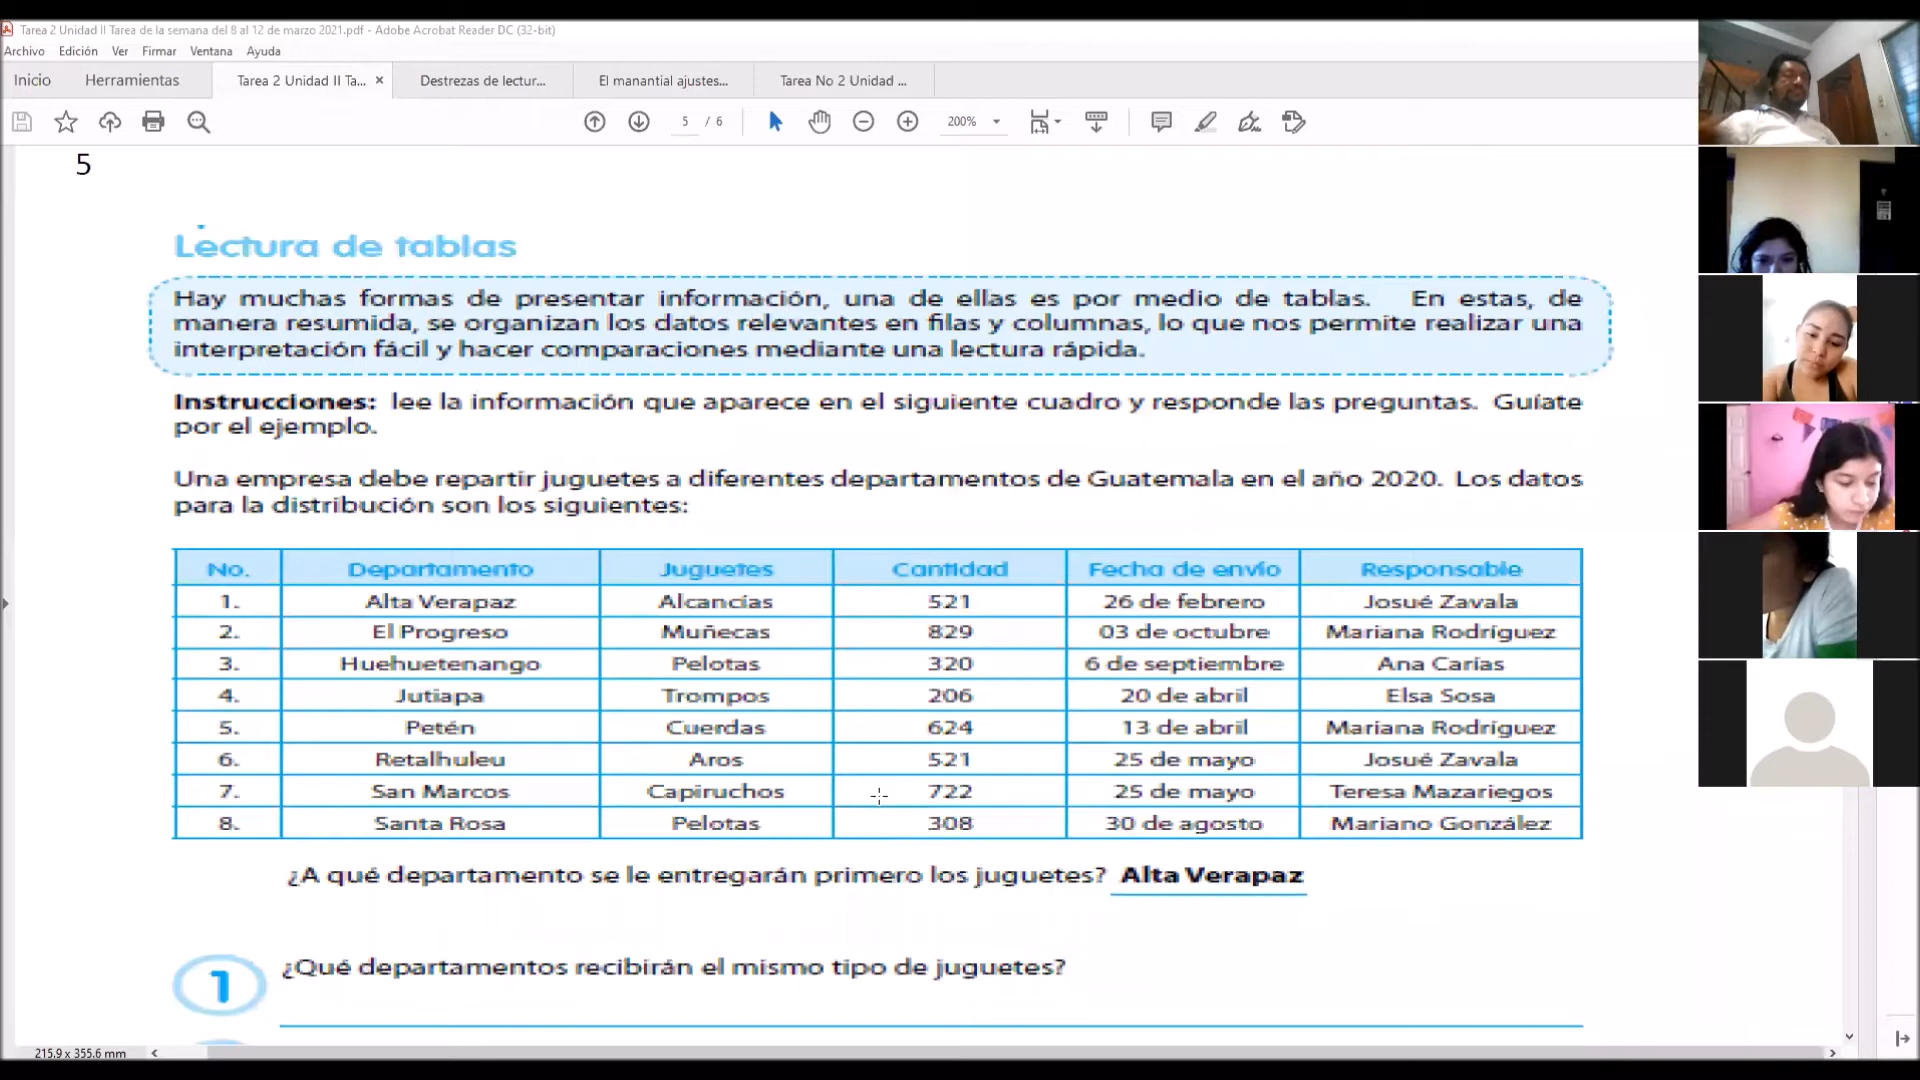 Tarea 2 Unidad II Tarea de la semana del 8 al 12 de marzo 2021.pdf - Adobe Acrobat Reader DC (32-bit)
Archivo Edición Ver Firmar Ventana Ayuda
Inicio Herramientas Tarea 2 Unidad II Ta... × Destrezas de lectur... El manantial ajustes... Tarea No 2 Unidad ...
5 / 6 200%
5
Lectura de tablas
Hay muchas formas de presentar información, una de ellas es por medio de tablas. En estas, de
manera resumida, se organizan los datos relevantes en filas y columnas, lo que nos permite realizar una
interpretación fácil y hacer comparaciones mediante una lectura rápida.
Instrucciones: lee la información que aparece en el siguiente cuadro y responde las preguntas. Guíate
por el ejemplo.
Una empresa debe repartir juguetes a diferentes departamentos de Guatemala en el año 2020. Los datos
para la distribución son los siguientes:
No. Departamento Juguetes Cantidad Fecha de envío Responsable
1. Alta Verapaz Alcancías 521 26 de febrero Josué Zavala
2. El Progreso Muñecas 829 03 de octubre Mariana Rodríguez
3. Huehuetenango Pelotas 320 6 de septiembre Ana Carías
4. Jutiapa Trompos 206 20 de abril Elsa Sosa
5. Petén Cuerdas 624 13 de abril Mariana Rodríguez
6. Retalhuleu Aros 521 25 de mayo Josué Zavala
7. San Marcos Capiruchos 722 25 de mayo Teresa Mazariegos
8. Santa Rosa Pelotas 308 30 de agosto Mariano González
¿A qué departamento se le entregarán primero los juguetes? Alta Verapaz
1 ¿Qué departamentos recibirán el mismo tipo de juguetes?
215.9 x 355.6 mm